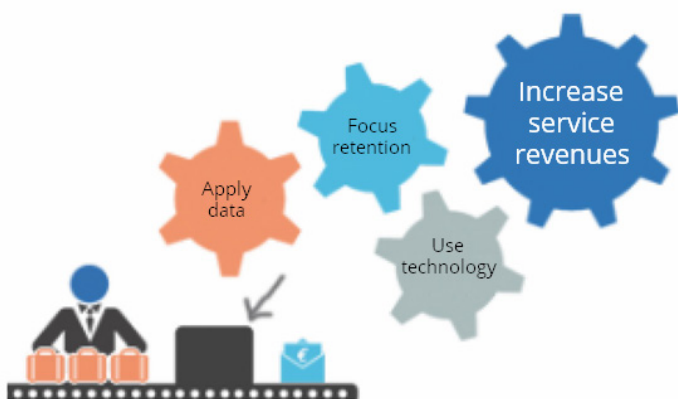 Increase
service
revenues
Focus
retention
Apply
data
Use
technology
€